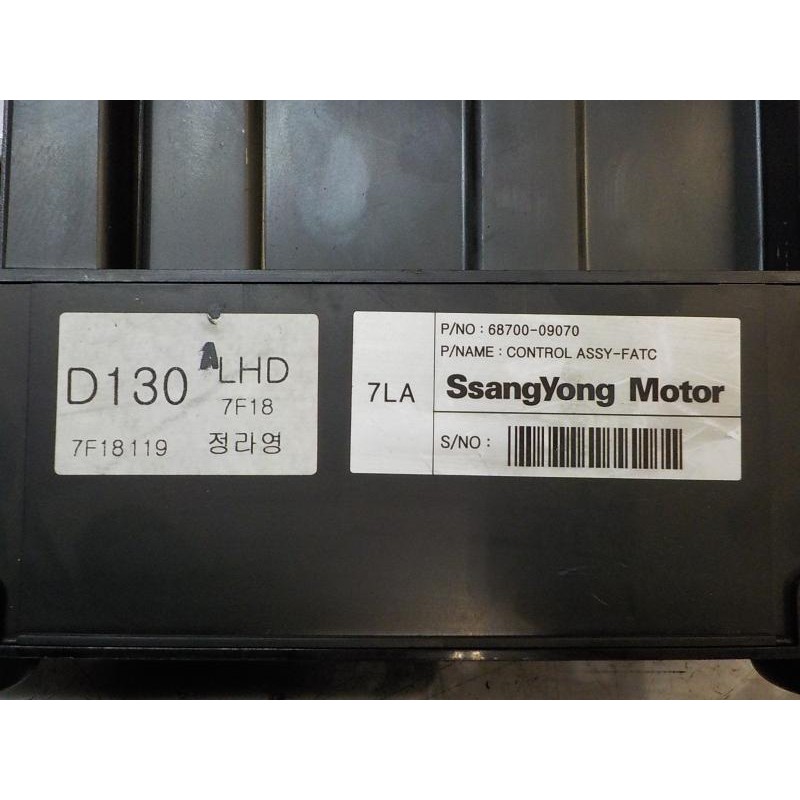 D130 ALHD
7F18
7F18119 정라영
7LA
P/NO : 68700-09070
P/NAME : CONTROL ASSY-FATC
SsangYong Motor
S/NO :